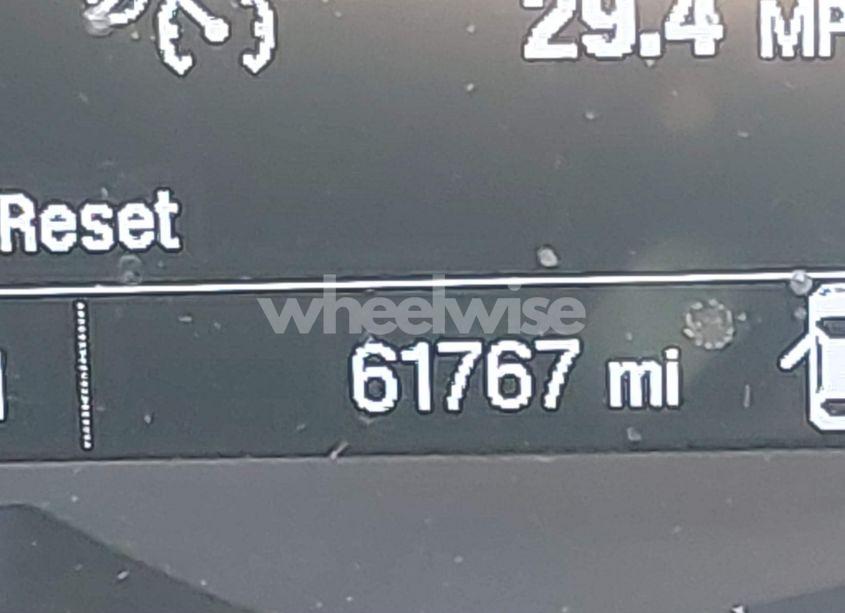 29.4 MP
Reset
wheelwise
61767 mi